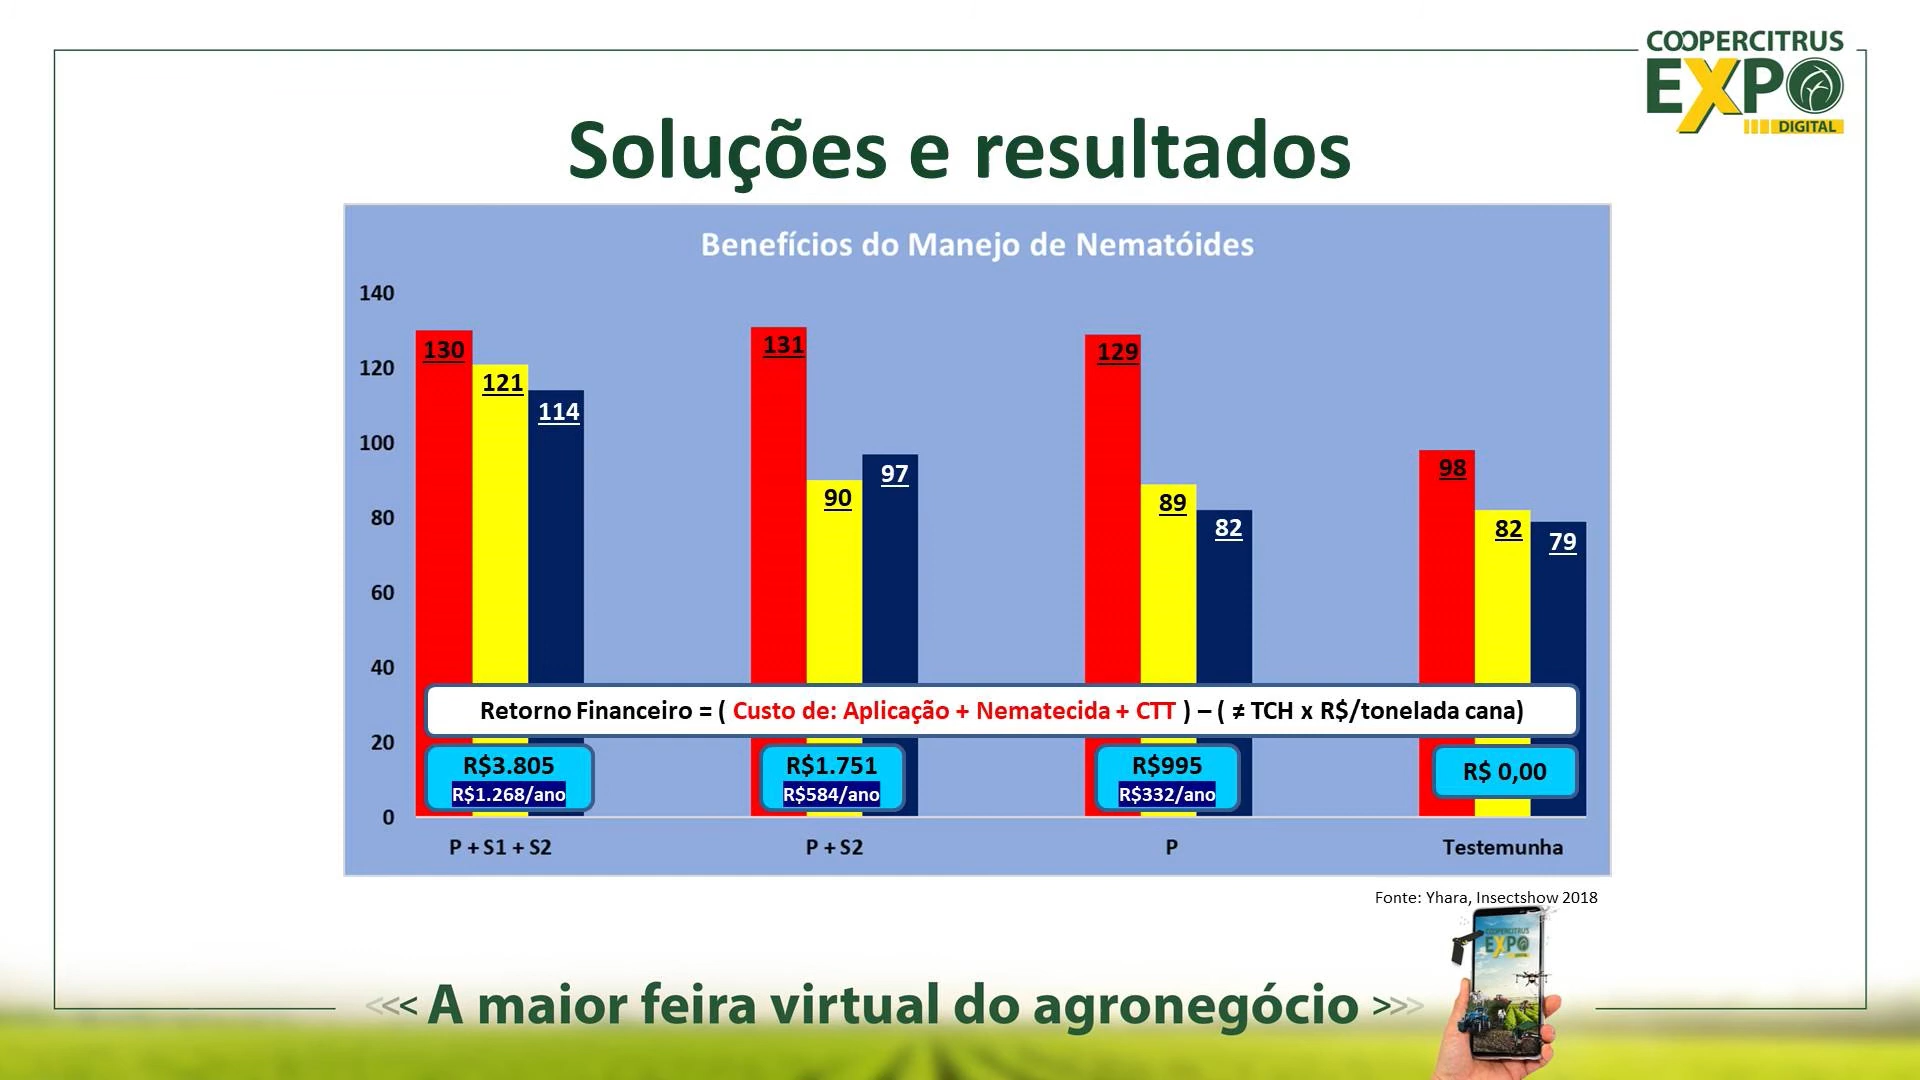 COOPERCITRUS
EXPO
DIGITAL
Soluções e resultados
Benefícios do Manejo de Nematóides
140
120
100
80
60
40
20
0
130
121
114
131
90
97
129
89
82
98
82
79
Retorno Financeiro = ( Custo de: Aplicação + Nematecida + CTT ) – ( ≠ TCH x R$/tonelada cana)
R$3.805
R$1.268/ano
R$1.751
R$584/ano
R$995
R$332/ano
R$ 0,00
P + S1 + S2
P + S2
P
Testemunha
Fonte: Yhara, Insectshow 2018
COOPERCITRUS
EXPO
<<< A maior feira virtual do agronegócio >>>